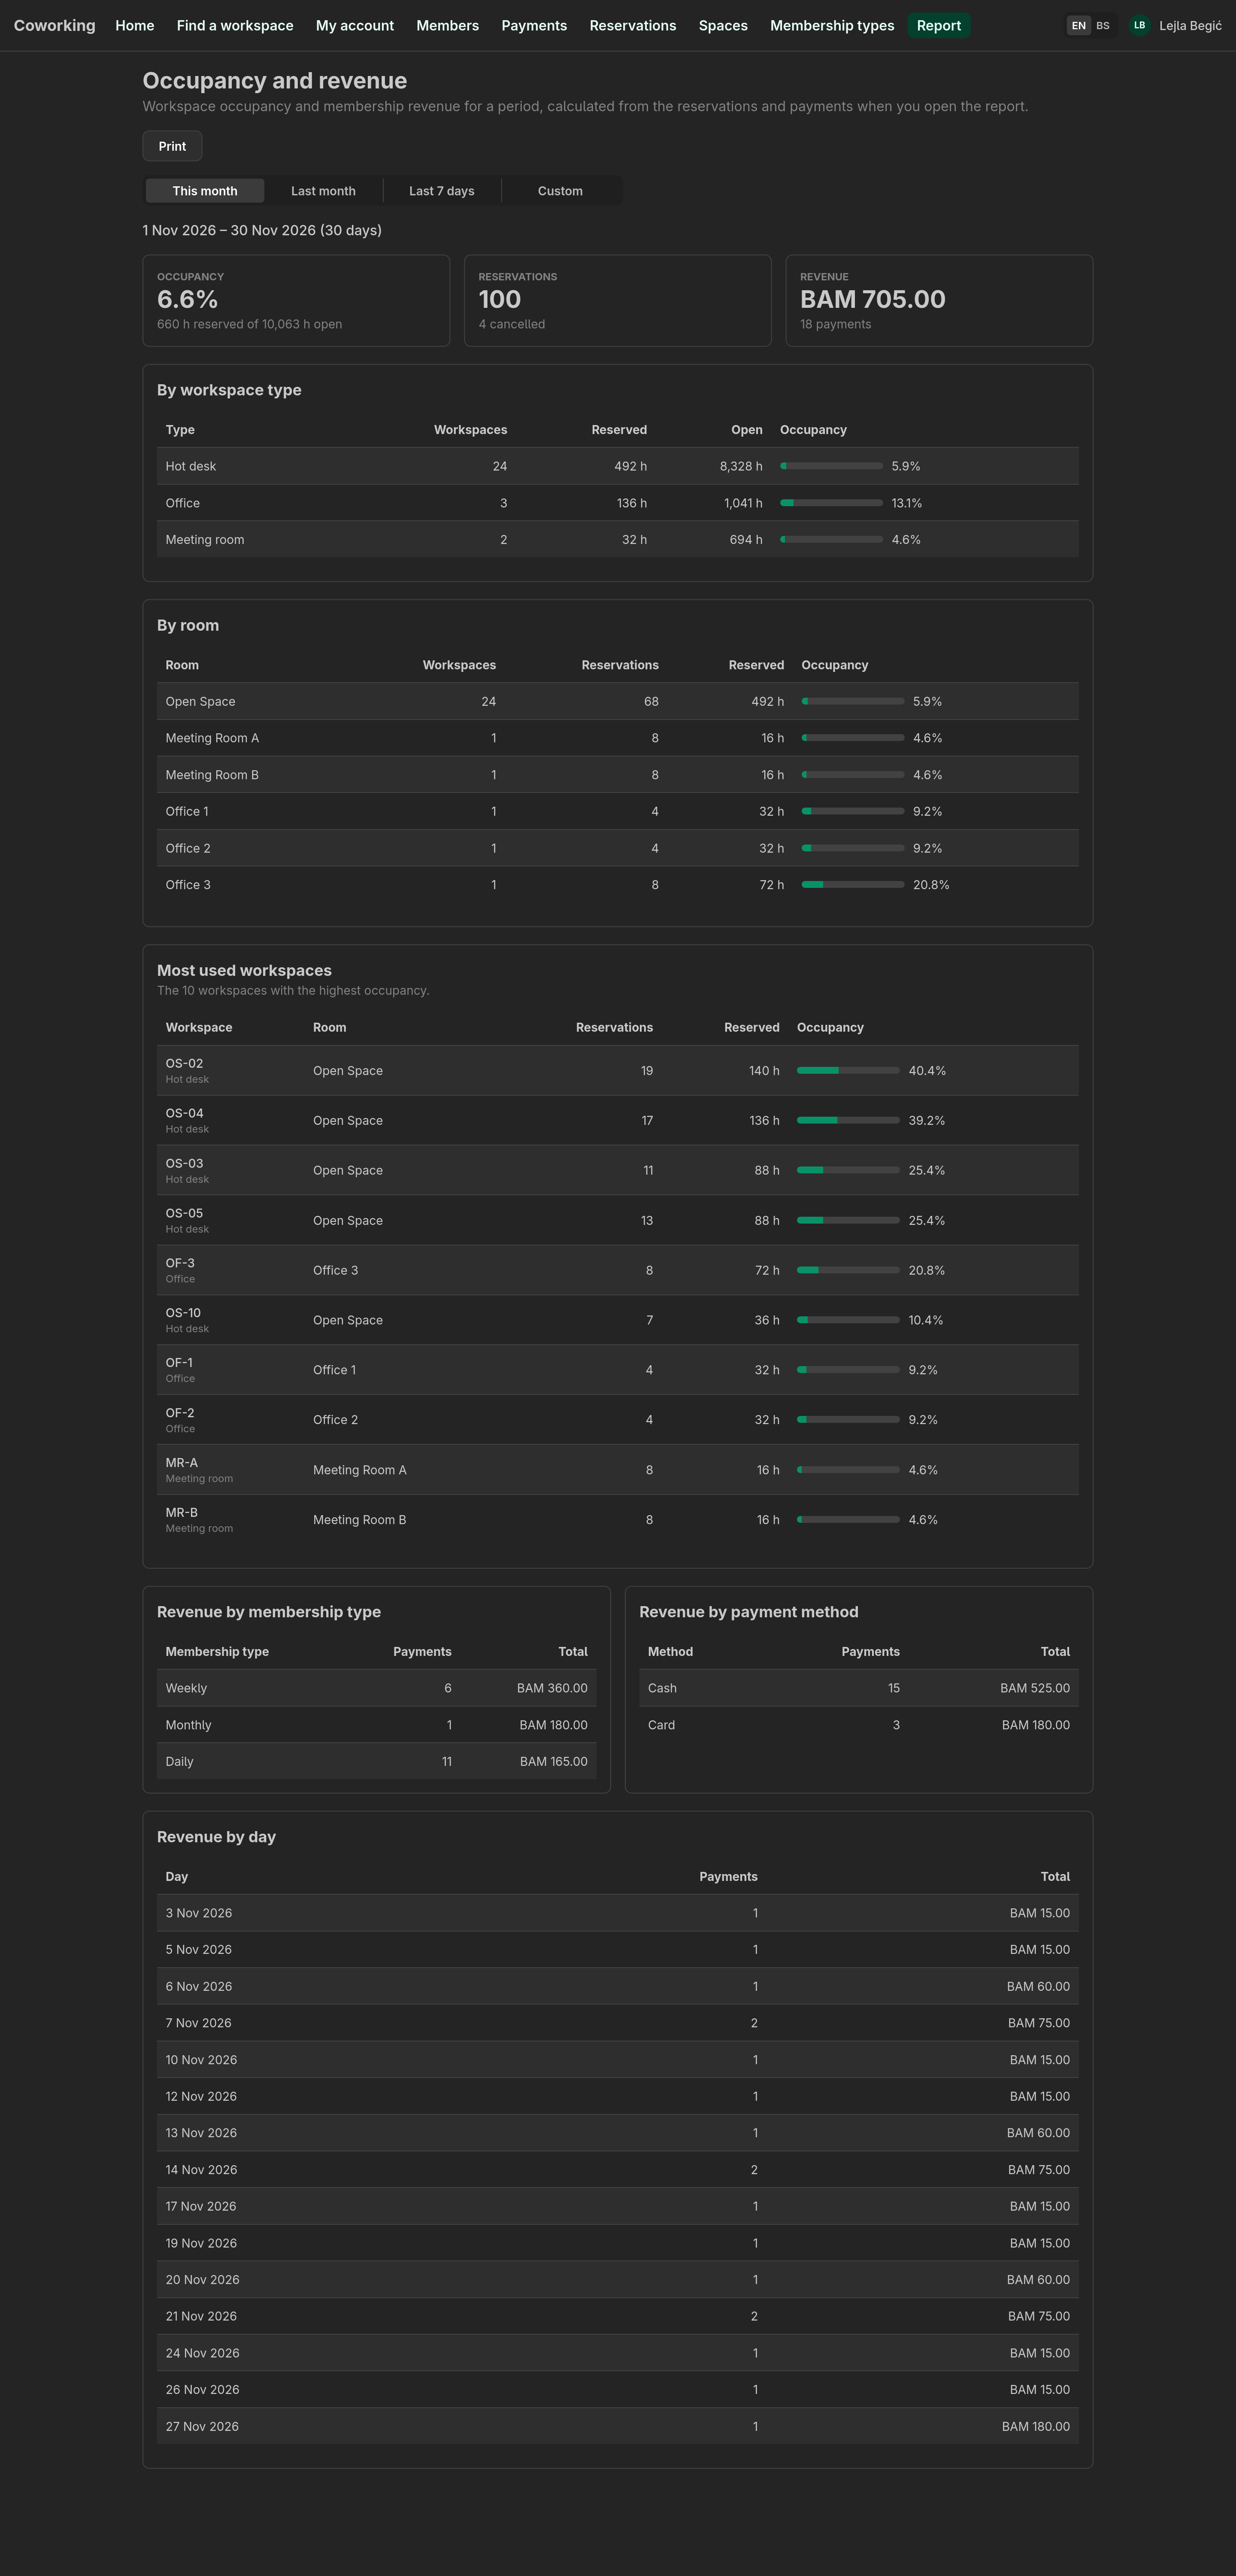 Coworking Home Find a workspace My account Members Payments Reservations Spaces Membership types Report EN BS LB Lejla Begić
Occupancy and revenue
Workspace occupancy and membership revenue for a period, calculated from the reservations and payments when you open the report.
Print
This month Last month Last 7 days Custom
1 Nov 2026 – 30 Nov 2026 (30 days)
OCCUPANCY
6.6%
660 h reserved of 10,063 h open
RESERVATIONS
100
4 cancelled
REVENUE
BAM 705.00
18 payments
By workspace type
Type Workspaces Reserved Open Occupancy
Hot desk 24 492 h 8,328 h 5.9%
Office 3 136 h 1,041 h 13.1%
Meeting room 2 32 h 694 h 4.6%
By room
Room Workspaces Reservations Reserved Occupancy
Open Space 24 68 492 h 5.9%
Meeting Room A 1 8 16 h 4.6%
Meeting Room B 1 8 16 h 4.6%
Office 1 1 4 32 h 9.2%
Office 2 1 4 32 h 9.2%
Office 3 1 8 72 h 20.8%
Most used workspaces
The 10 workspaces with the highest occupancy.
Workspace Room Reservations Reserved Occupancy
OS-02 Open Space 19 140 h 40.4%
Hot desk
OS-04 Open Space 17 136 h 39.2%
Hot desk
OS-03 Open Space 11 88 h 25.4%
Hot desk
OS-05 Open Space 13 88 h 25.4%
Hot desk
OF-3 Office 3 8 72 h 20.8%
Office
OS-10 Open Space 7 36 h 10.4%
Hot desk
OF-1 Office 1 4 32 h 9.2%
Office
OF-2 Office 2 4 32 h 9.2%
Office
MR-A Meeting Room A 8 16 h 4.6%
Meeting room
MR-B Meeting Room B 8 16 h 4.6%
Meeting room
Revenue by membership type
Membership type Payments Total
Weekly 6 BAM 360.00
Monthly 1 BAM 180.00
Daily 11 BAM 165.00
Revenue by payment method
Method Payments Total
Cash 15 BAM 525.00
Card 3 BAM 180.00
Revenue by day
Day Payments Total
3 Nov 2026 1 BAM 15.00
5 Nov 2026 1 BAM 15.00
6 Nov 2026 1 BAM 60.00
7 Nov 2026 2 BAM 75.00
10 Nov 2026 1 BAM 15.00
12 Nov 2026 1 BAM 15.00
13 Nov 2026 1 BAM 60.00
14 Nov 2026 2 BAM 75.00
17 Nov 2026 1 BAM 15.00
19 Nov 2026 1 BAM 15.00
20 Nov 2026 1 BAM 60.00
21 Nov 2026 2 BAM 75.00
24 Nov 2026 1 BAM 15.00
26 Nov 2026 1 BAM 15.00
27 Nov 2026 1 BAM 180.00